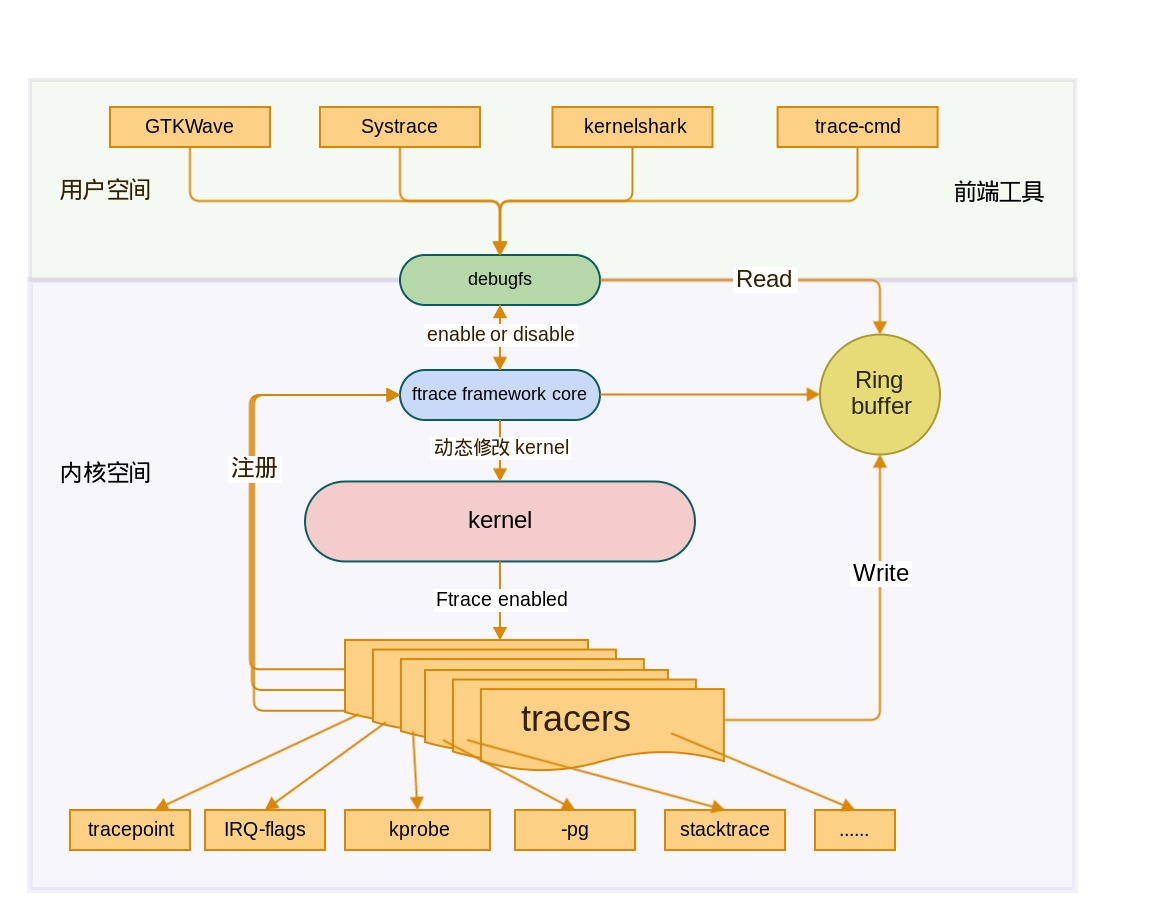 GTKWave
Systrace
kernelshark
trace-cmd
用户空间
前端工具
debugfs
Read
enable or disable
ftrace framework core
Ring
buffer
动态修改 kernel
注册
内核空间
kernel
Write
Ftrace enabled
tracers
tracepoint
IRQ-flags
kprobe
-pg
stacktrace
......